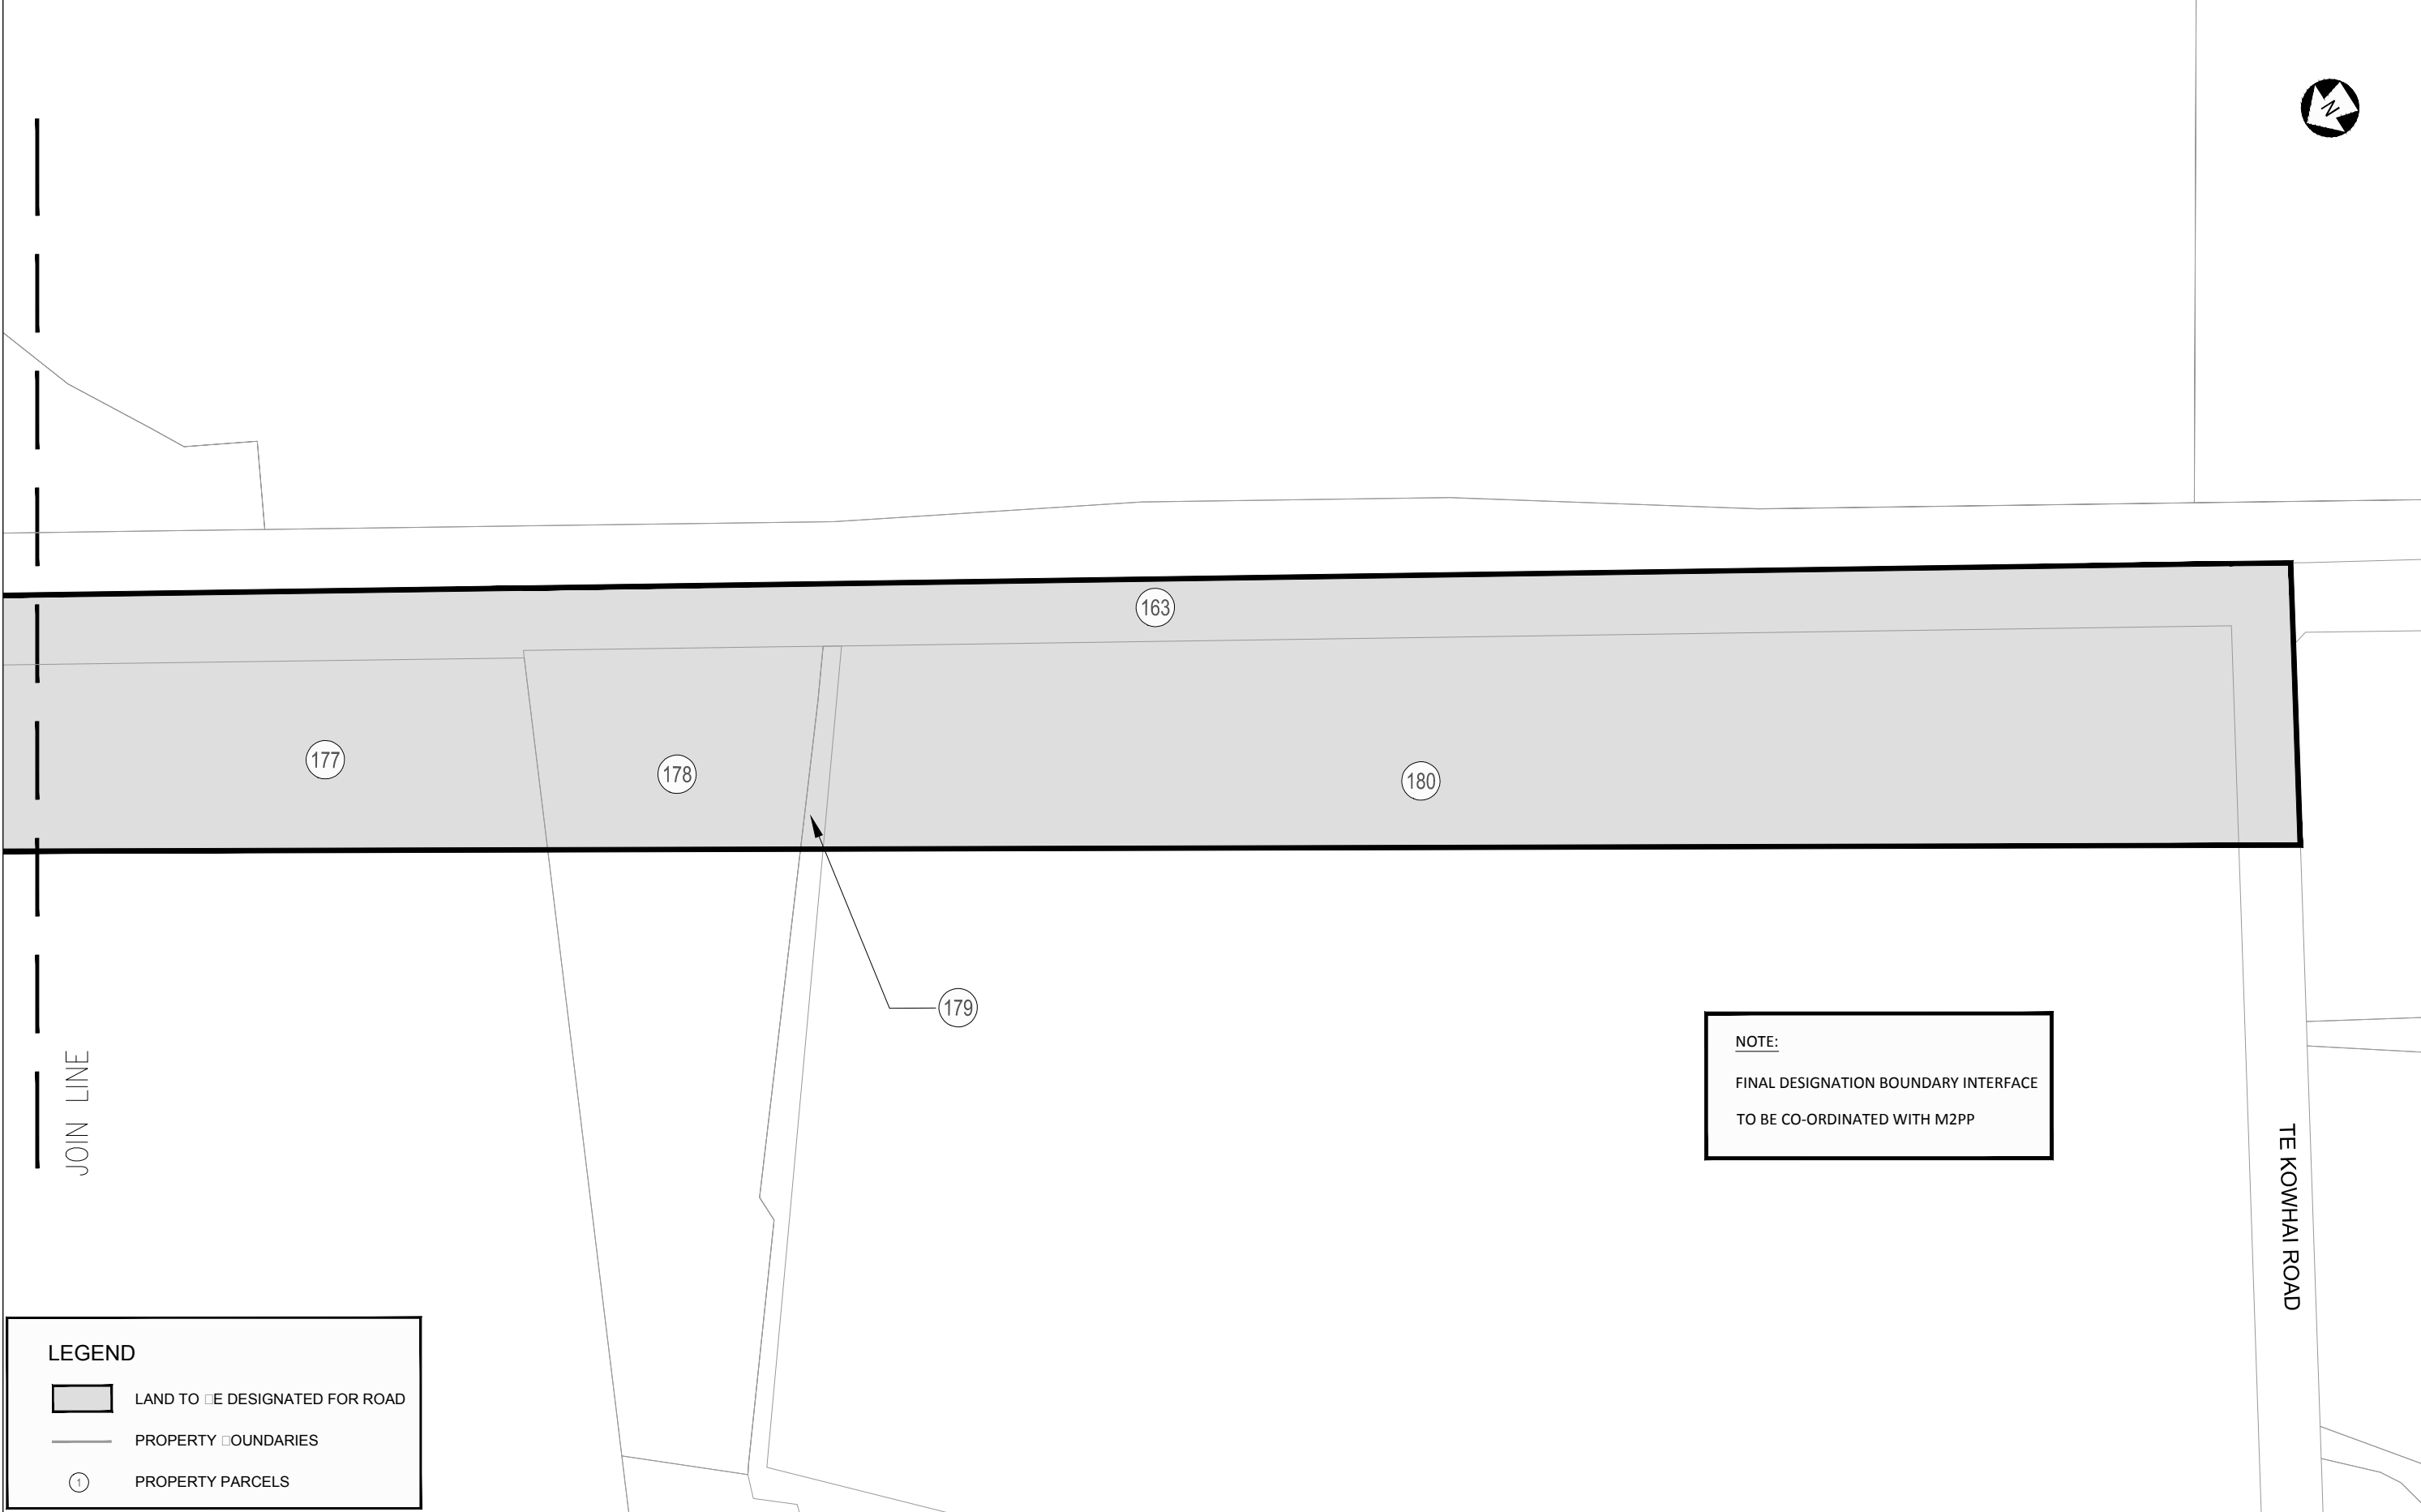 N
163
177
178
180
179
JOIN LINE
NOTE:
FINAL DESIGNATION BOUNDARY INTERFACE
TO BE CO-ORDINATED WITH M2PP
TE KOWHAI ROAD
LEGEND
LAND TO □E DESIGNATED FOR ROAD
PROPERTY □OUNDARIES
1
PROPERTY PARCELS